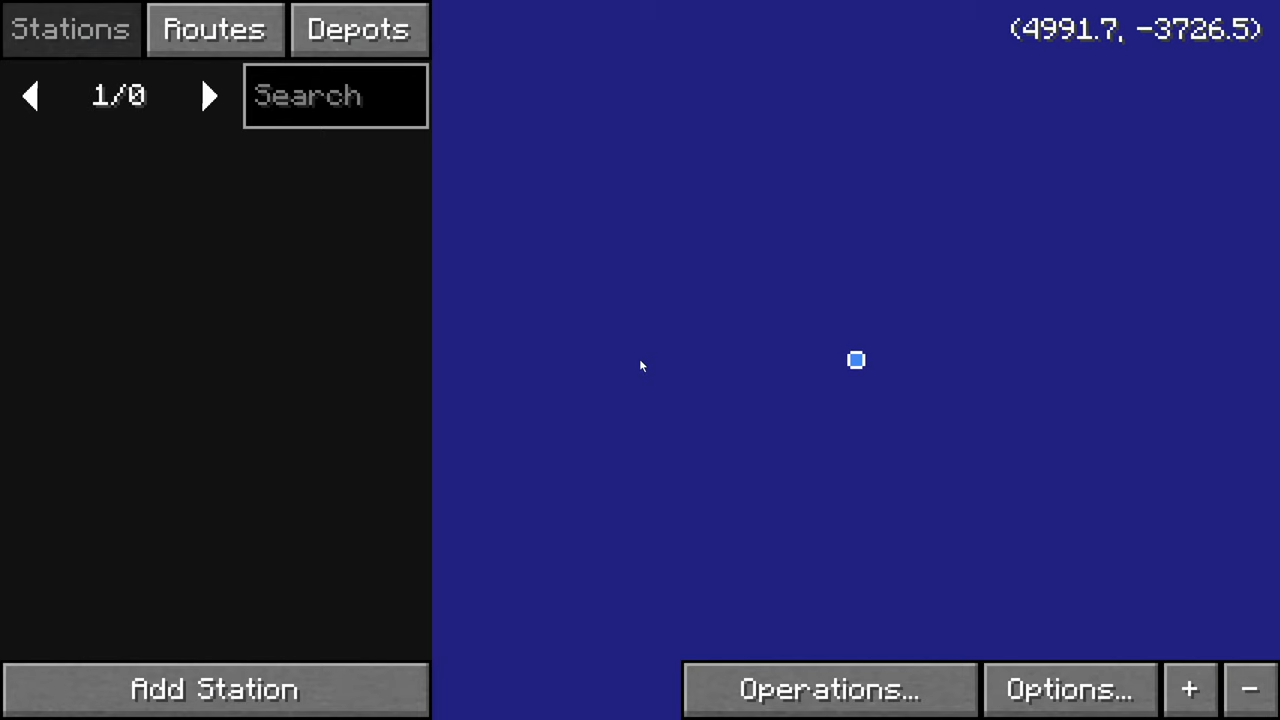 Stations Routes Depots (4991.7, -3726.5)
1/0 Search
Add Station Operations... Options... + -